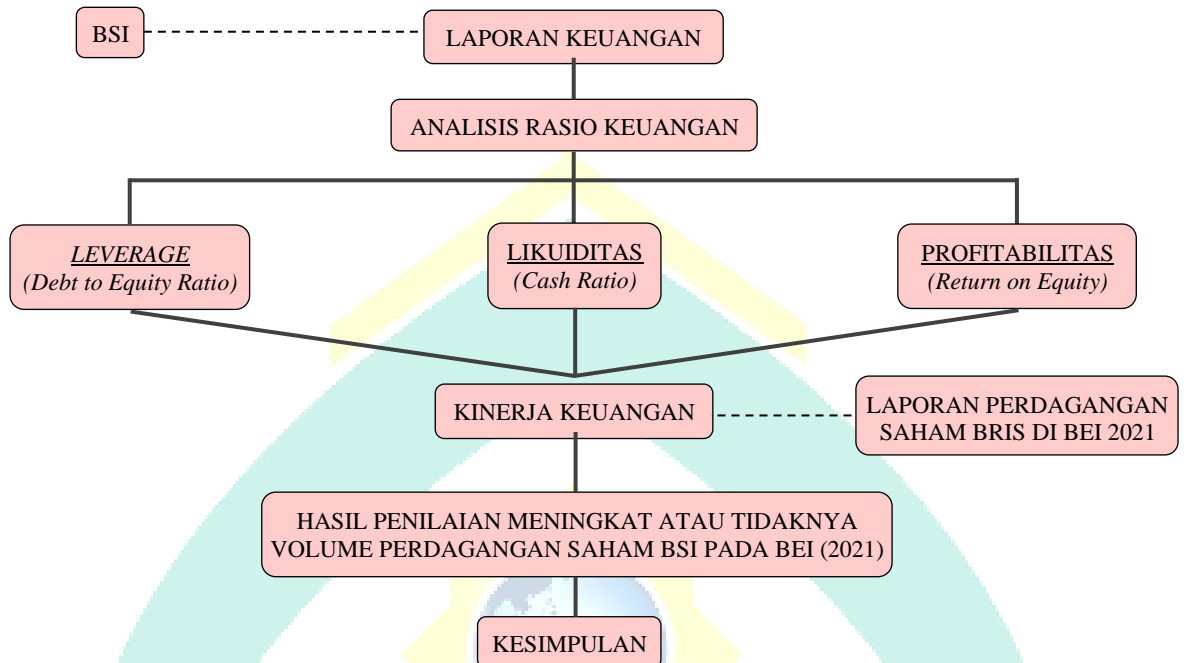 BSI
LAPORAN KEUANGAN
ANALISIS RASIO KEUANGAN
LEVERAGE
(Debt to Equity Ratio)
LIKUIDITAS
(Cash Ratio)
PROFITABILITAS
(Return on Equity)
KINERJA KEUANGAN
LAPORAN PERDAGANGAN
SAHAM BRIS DI BEI 2021
HASIL PENILAIAN MENINGKAT ATAU TIDAKNYA
VOLUME PERDAGANGAN SAHAM BSI PADA BEI (2021)
KESIMPULAN